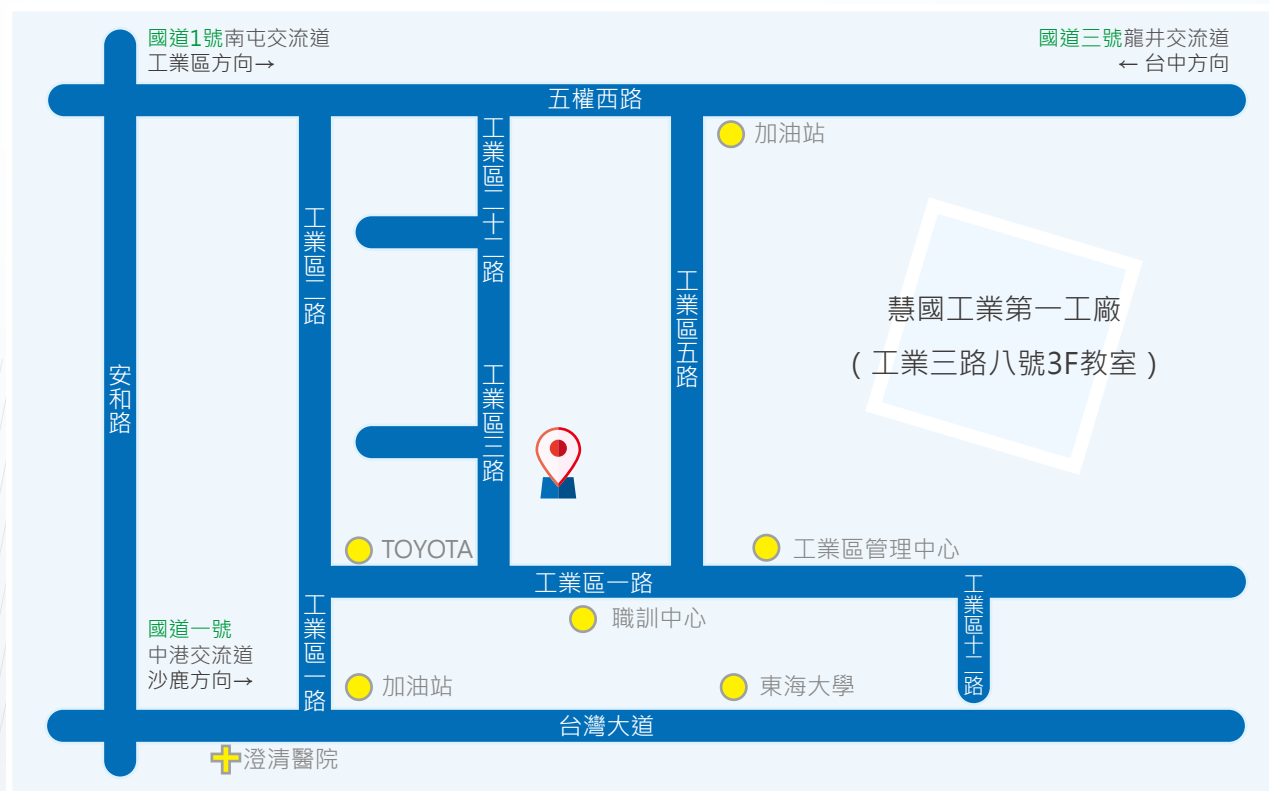 國道1號南屯交流道
工業區方向→
國道三號龍井交流道
← 台中方向
五權西路
加油站
工業區二十二路
工業區二路
工業區五路
慧國工業第一工廠
(工業三路八號3F教室)
安和路
工業區三路
TOYOTA
工業區管理中心
工業區一路
工業區十二路
工業區一路
職訓中心
國道一號
中港交流道
沙鹿方向→
加油站
東海大學
台灣大道
澄清醫院